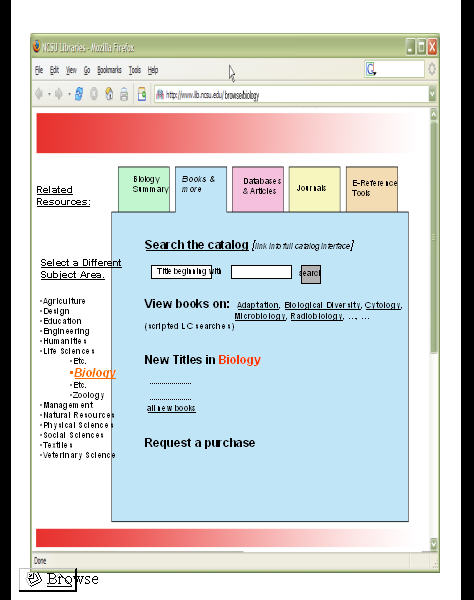 NCSU Libraries - Mozilla Firefox
File Edit View Go Bookmarks Tools Help
http://www.lib.ncsu.edu/browse/biology
Related
Resources:
Biology
Summary
Books &
more
Databases
& Articles
Journals
E-Reference
Tools
Search the catalog [link into full catalog interface]
Title beginning with
search
Select a Different
Subject Area.
•Agriculture
•Design
•Education
•Engineering
•Humanities
•Life Sciences
•Etc.
•Biology
•Etc.
•Zoology
•Management
•Natural Resources
•Physical Sciences
•Social Sciences
•Textiles
•Veterinary Science
View books on: Adaptation, Biological Diversity, Cytology,
Microbiology, Radiobiology, ..., ...
(scripted LC searches)
New Titles in Biology
.....................
.....................
all new books
Request a purchase
Done
Browse